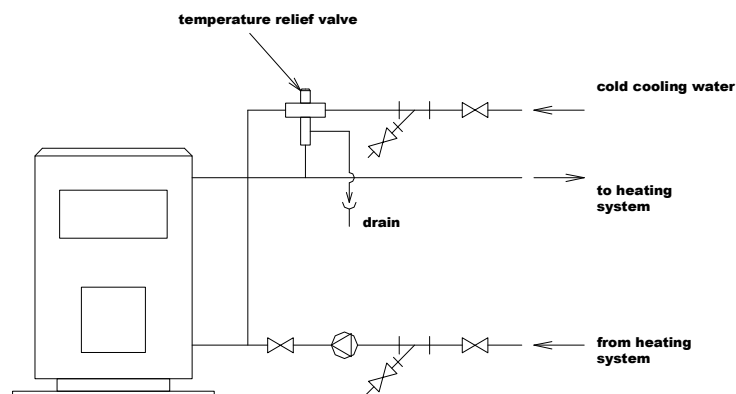 temperature relief valve
cold cooling water
to heating
system
drain
from heating
system